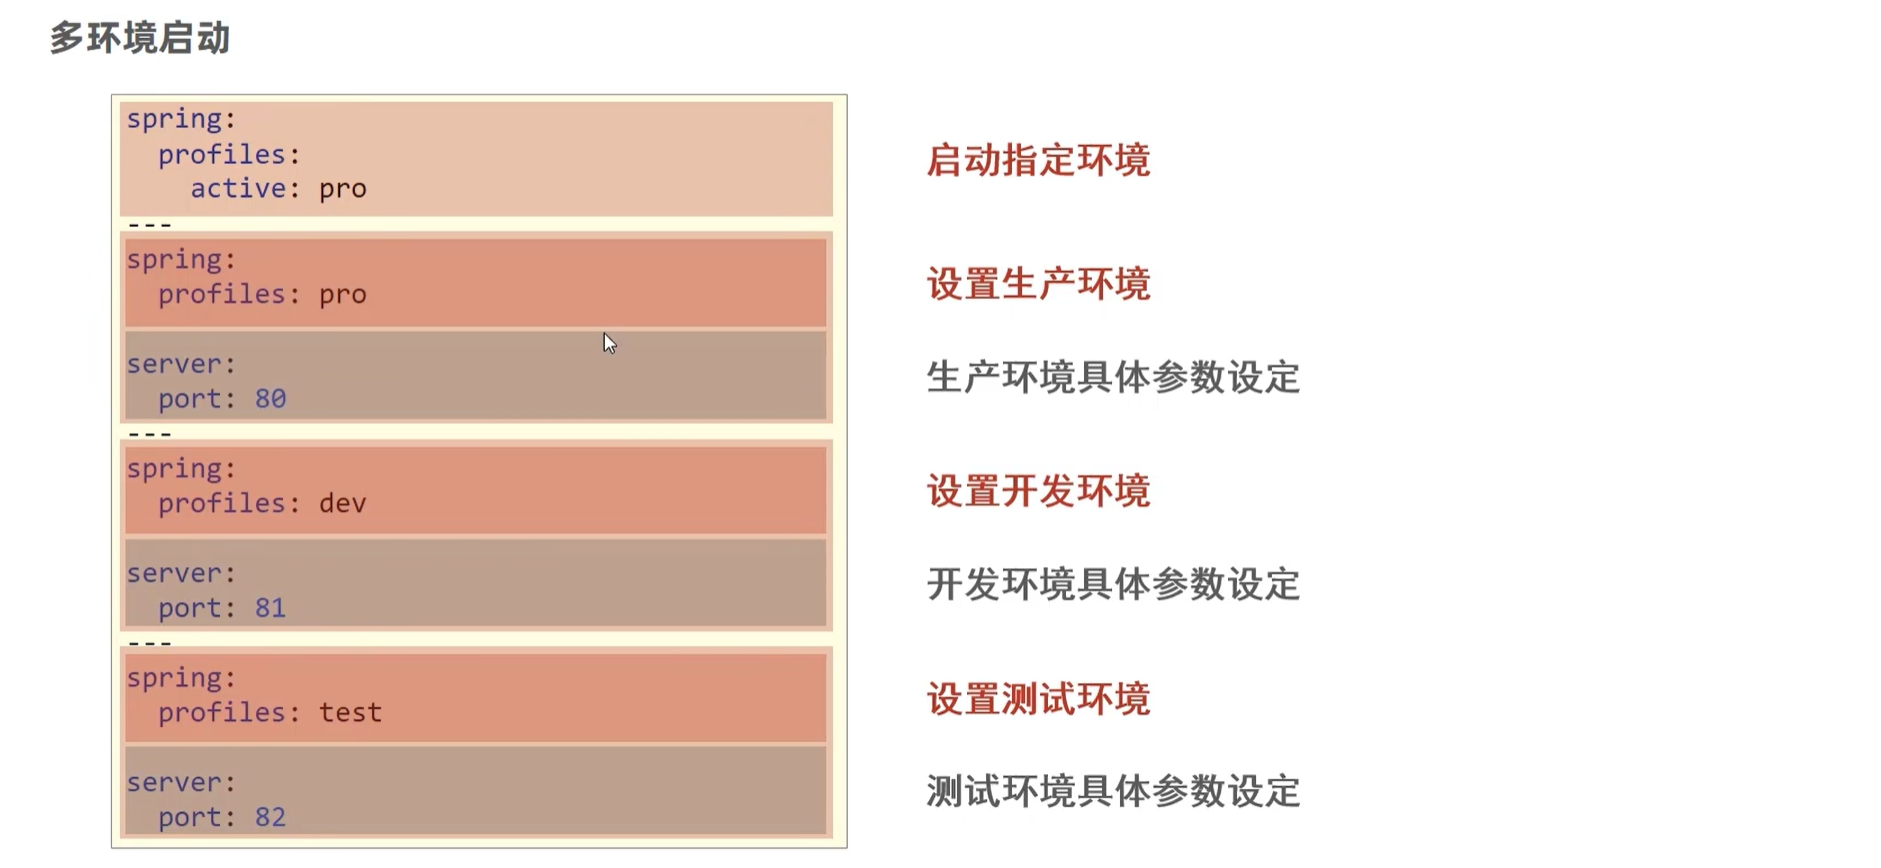 多环境启动
spring:
  profiles:
    active: pro
---
spring:
  profiles: pro
server:
  port: 80
---
spring:
  profiles: dev
server:
  port: 81
---
spring:
  profiles: test
server:
  port: 82
启动指定环境
设置生产环境
生产环境具体参数设定
设置开发环境
开发环境具体参数设定
设置测试环境
测试环境具体参数设定